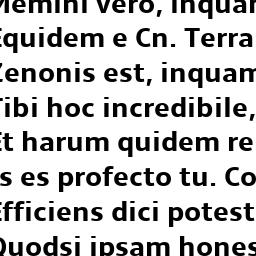 Memini vero, inquam
Equidem e Cn. Terra
Zenonis est, inquam
Tibi hoc incredibile,
Et harum quidem re
Is es profecto tu. Co
Efficiens dici potest
Quodsi ipsam hones